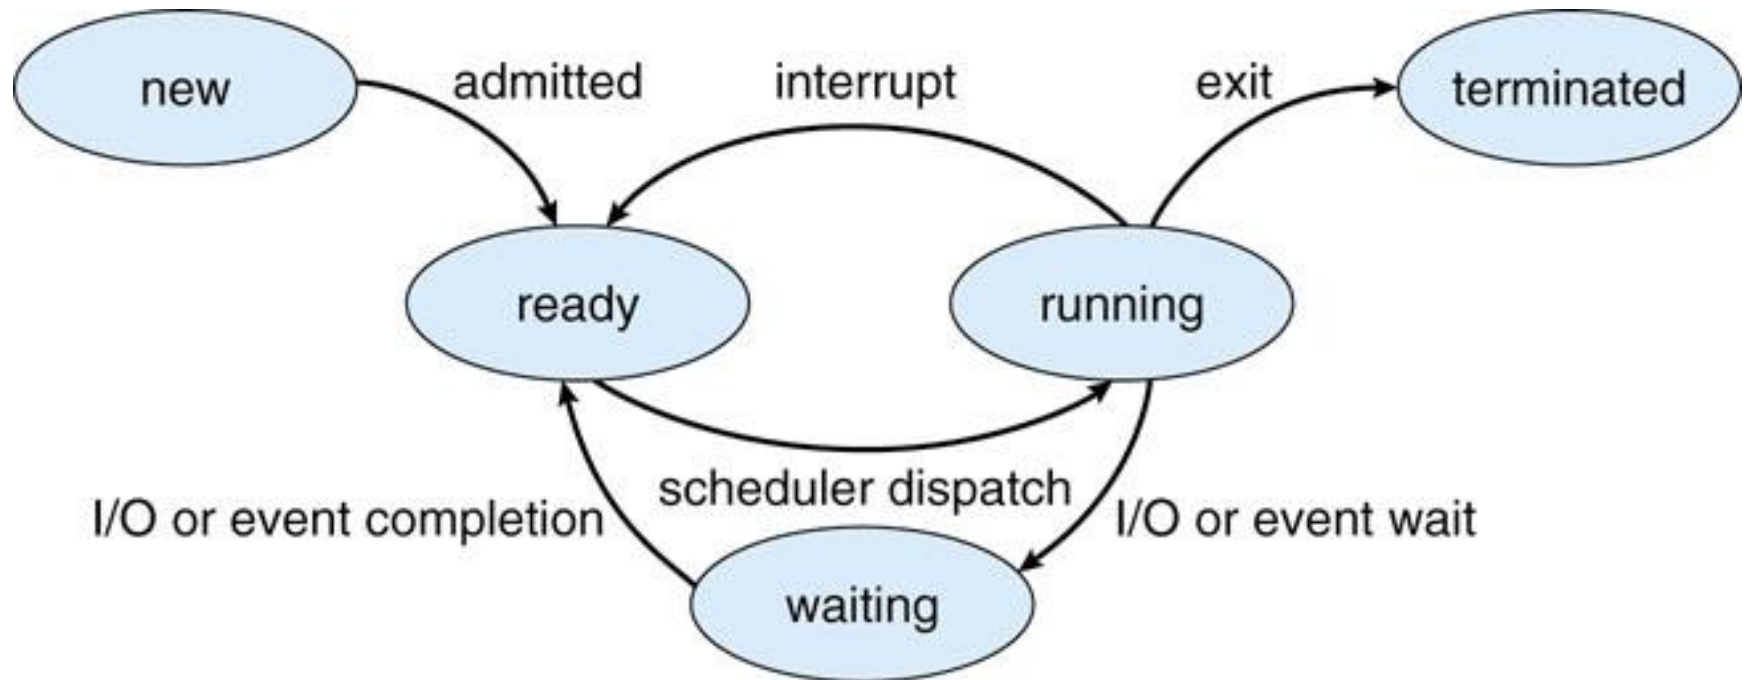 new
admitted
interrupt
exit
terminated
ready
running
scheduler dispatch
I/O or event completion
I/O or event wait
waiting